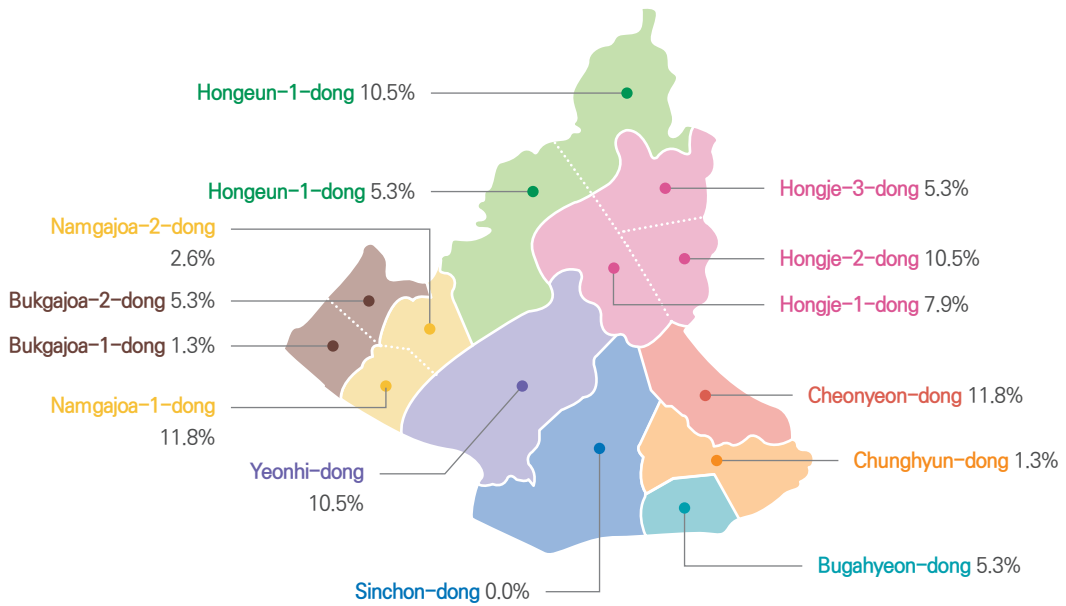 Hongeun-1-dong 10.5%
Hongeun-1-dong 5.3%
Namgajoa-2-dong
2.6%
Bukgajoa-2-dong 5.3%
Bukgajoa-1-dong 1.3%
Namgajoa-1-dong
11.8%
Yeonhi-dong
10.5%
Sinchon-dong 0.0%
Hongje-3-dong 5.3%
Hongje-2-dong 10.5%
Hongje-1-dong 7.9%
Cheonyeon-dong 11.8%
Chunghyun-dong 1.3%
Bugahyeon-dong 5.3%